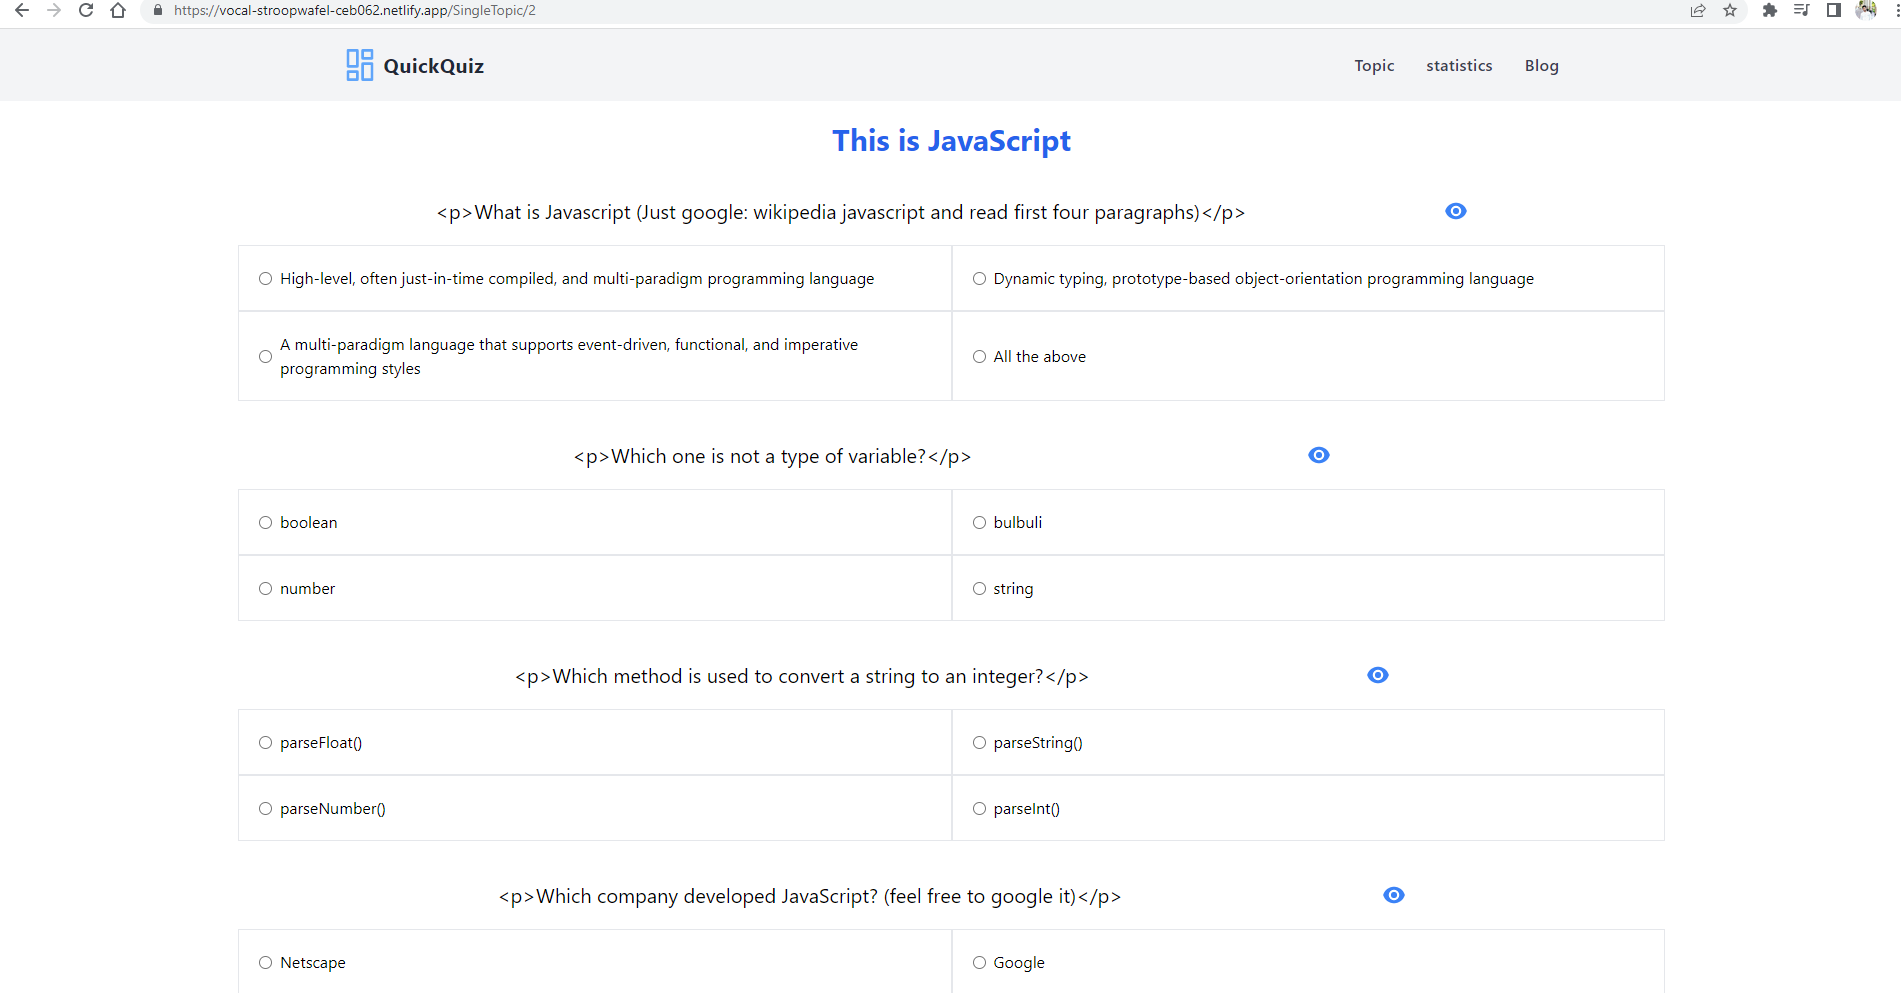 https://vocal-stroopwafel-ceb062.netlify.app/SingleTopic/2
QuickQuiz
Topic
statistics
Blog
This is JavaScript
<p>What is Javascript (Just google: wikipedia javascript and read first four paragraphs)</p>
High-level, often just-in-time compiled, and multi-paradigm programming language
Dynamic typing, prototype-based object-orientation programming language
A multi-paradigm language that supports event-driven, functional, and imperative
programming styles
All the above
<p>Which one is not a type of variable?</p>
boolean
bulbuli
number
string
<p>Which method is used to convert a string to an integer?</p>
parseFloat()
parseString()
parseNumber()
parseInt()
<p>Which company developed JavaScript? (feel free to google it)</p>
Netscape
Google